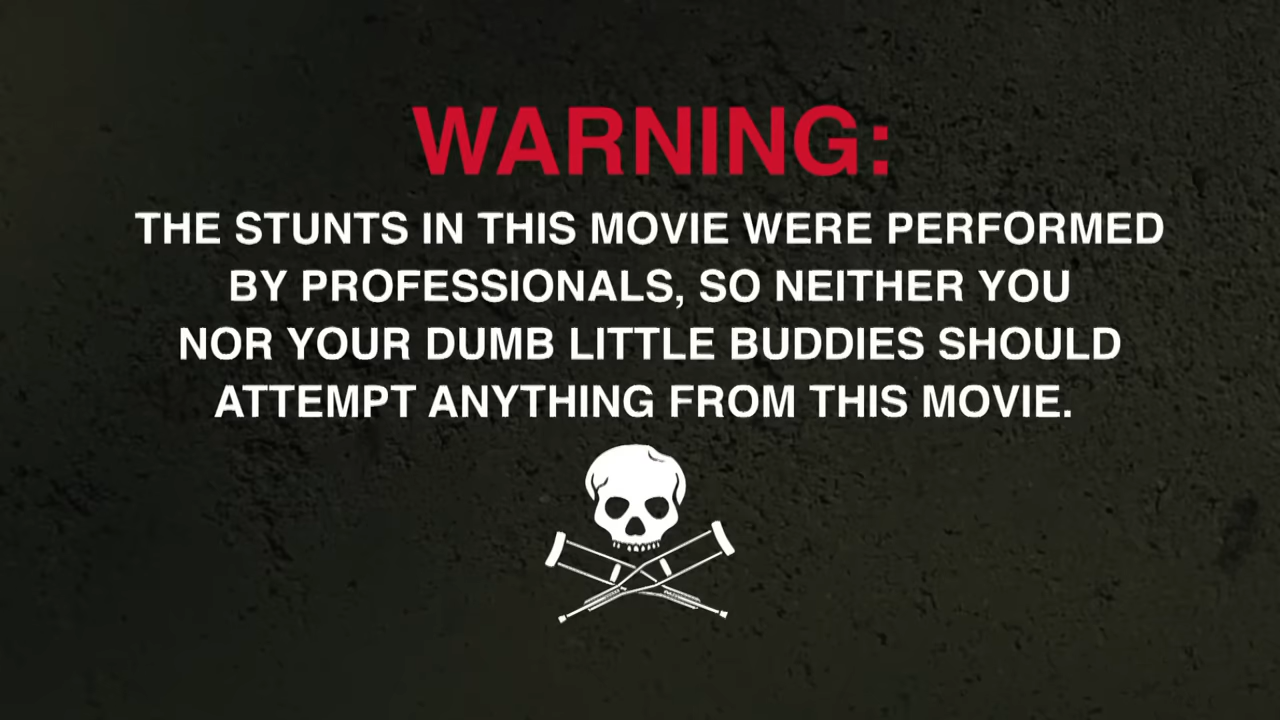 WARNING:
THE STUNTS IN THIS MOVIE WERE PERFORMED
BY PROFESSIONALS, SO NEITHER YOU
NOR YOUR DUMB LITTLE BUDDIES SHOULD
ATTEMPT ANYTHING FROM THIS MOVIE.